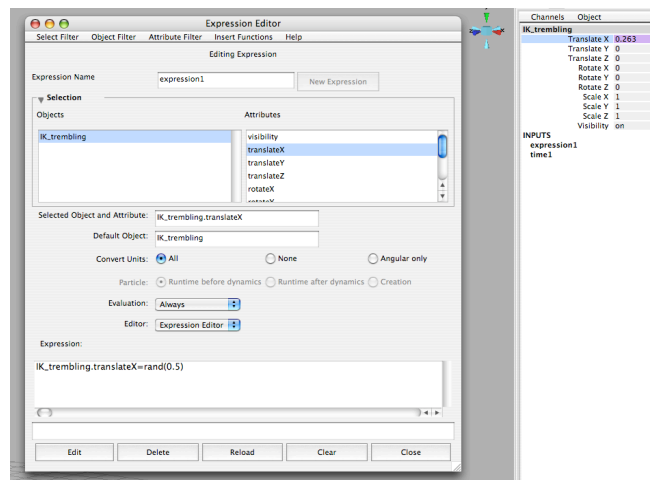 Expression Editor
Select Filter Object Filter Attribute Filter Insert Functions Help
Editing Expression
Expression Name expression1 New Expression
Selection
Objects Attributes
IK_trembling visibility
translateX
translateY
translateZ
rotateX
rotateY
Selected Object and Attribute: IK_trembling.translateX
Default Object: IK_trembling
Convert Units: All None Angular only
Particle: Runtime before dynamics Runtime after dynamics Creation
Evaluation: Always
Editor: Expression Editor
Expression:
IK_trembling.translateX=rand(0.5)
Edit Delete Reload Clear Close
Channels Object
IK_trembling
Translate X 0.263
Translate Y 0
Translate Z 0
Rotate X 0
Rotate Y 0
Rotate Z 0
Scale X 1
Scale Y 1
Scale Z 1
Visibility on
INPUTS
expression1
time1